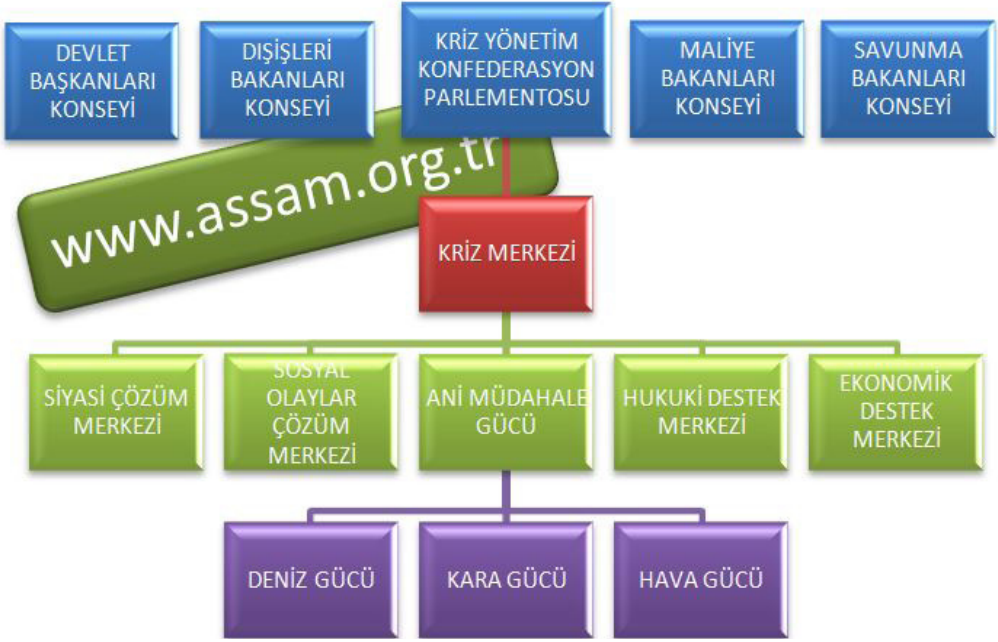 DEVLET
BAŞKANLARI
KONSEYİ
DIŞİŞLERİ
BAKANLARI
KONSEYİ
KRİZ YÖNETİM
KONFEDERASYON
PARLEMENTOSU
MALİYE
BAKANLARI
KONSEYİ
SAVUNMA
BAKANLARI
KONSEYİ
www.assam.org.tr
KRİZ MERKEZİ
SİYASİ ÇÖZÜM
MERKEZİ
SOSYAL
OLAYLAR
ÇÖZÜM
MERKEZİ
ANİ MÜDAHALE
GÜCÜ
HUKUKİ DESTEK
MERKEZİ
EKONOMİK
DESTEK
MERKEZİ
DENİZ GÜCÜ
KARA GÜCÜ
HAVA GÜCÜ